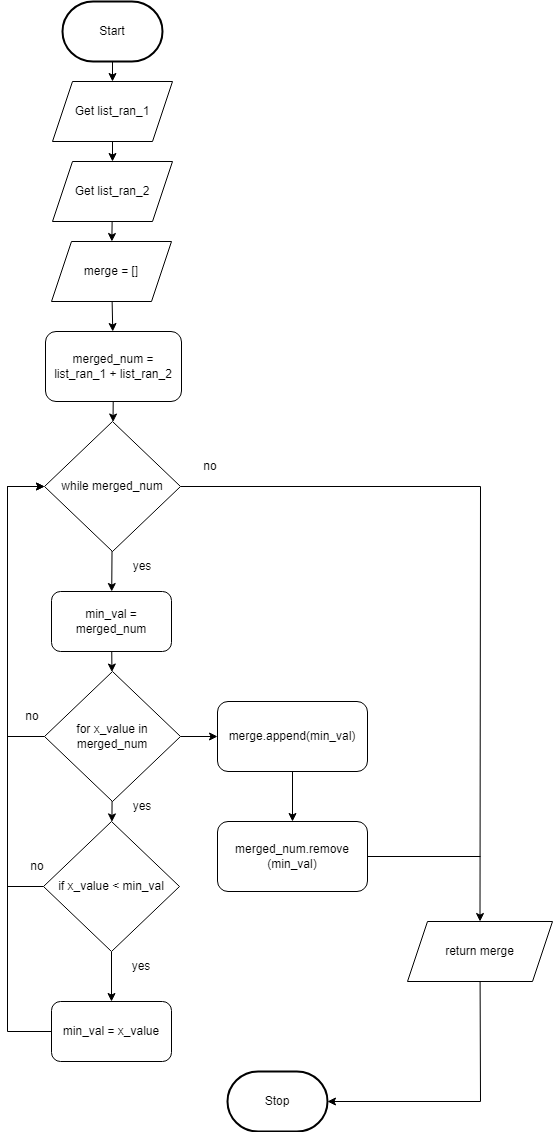 Start
Get list_ran_1
Get list_ran_2
merge = []
merged_num =
list_ran_1 + list_ran_2
no
while merged_num
yes
min_val =
merged_num
no
for x_value in
merged_num
merge.append(min_val)
yes
merged_num.remove
(min_val)
no
if x_value < min_val
return merge
yes
min_val = x_value
Stop